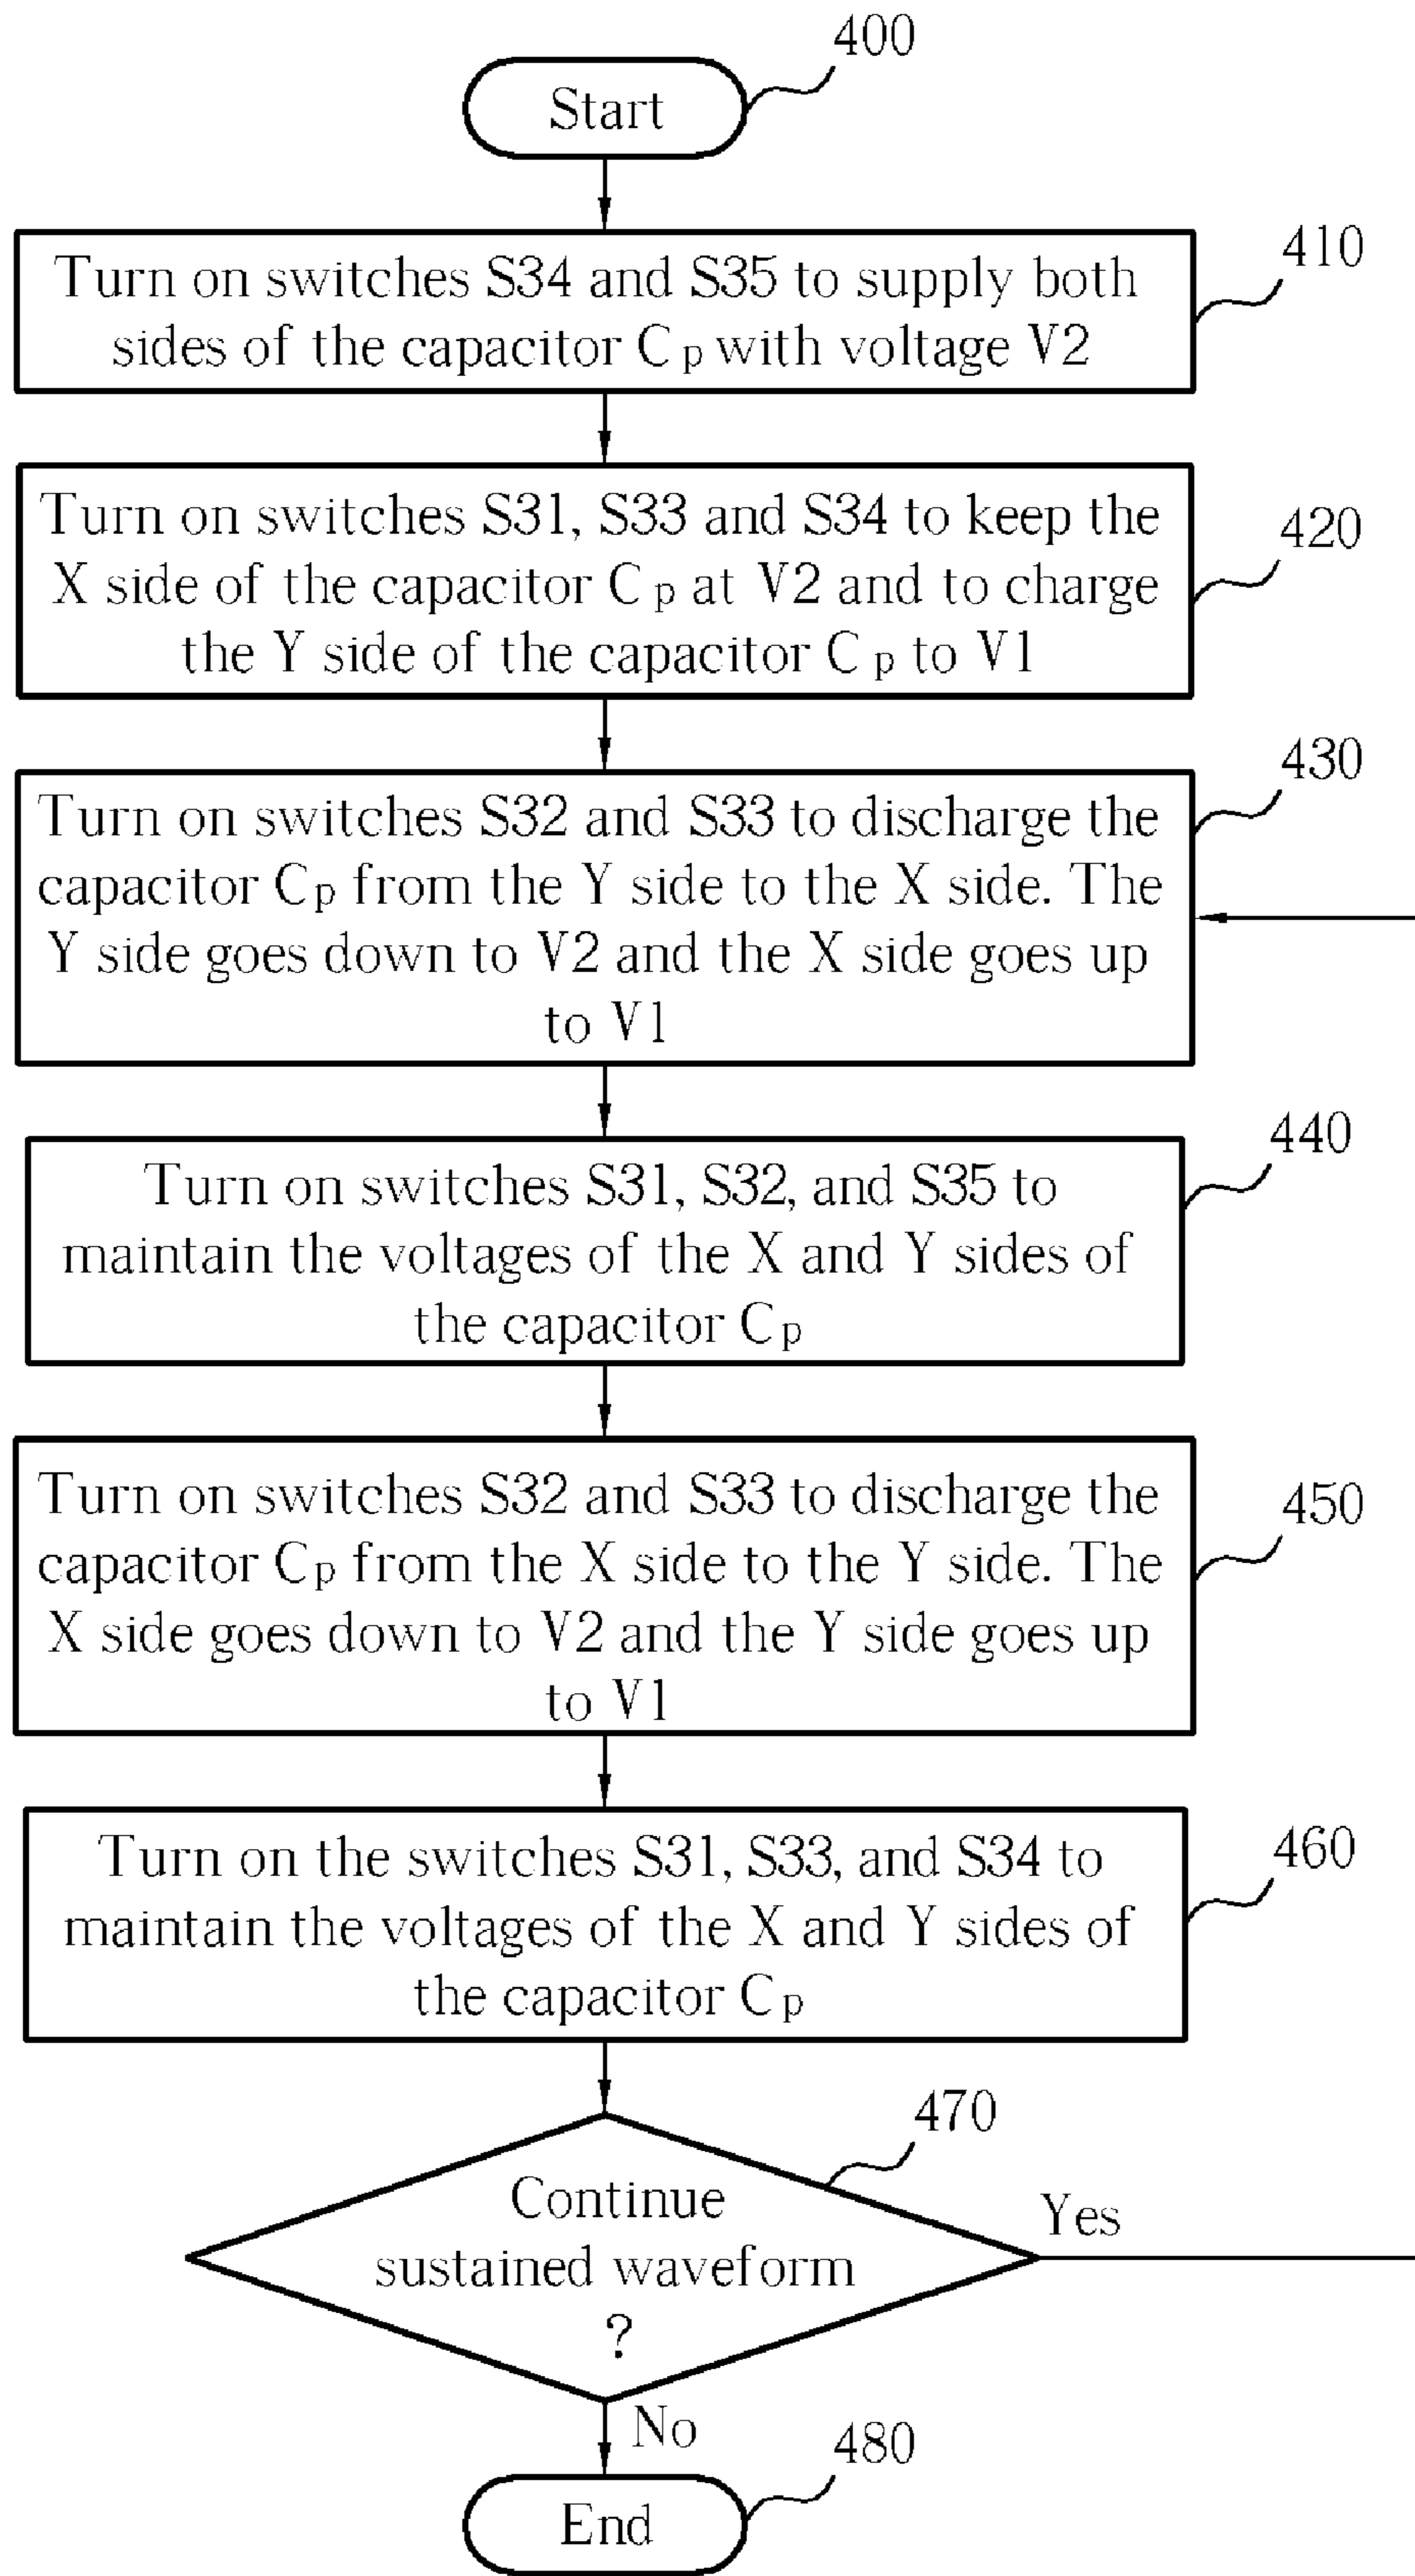 400
Start
410
Turn on switches S34 and S35 to supply both
sides of the capacitor Cp with voltage V2
Turn on switches S31, S33 and S34 to keep the
420
X side of the capacitor Cp at V2 and to charge
the Y side of the capacitor Cp to V1
430
Turn on switches S32 and S33 to discharge the
capacitor Cp from the Y side to the X side. The
Y side goes down to V2 and the X side goes up
to V1
440
Turn on switches S31, S32, and S35 to
maintain the voltages of the X and Y sides of
the capacitor Cp
Turn on switches S32 and S33 to discharge the
450
capacitor Cp from the X side to the Y side. The
X side goes down to V2 and the Y side goes up
to V1
460
Turn on the switches S31, S33, and S34 to
maintain the voltages of the X and Y sides of
the capacitor Cp
470
Continue
sustained waveform
?
Yes
No
480
End